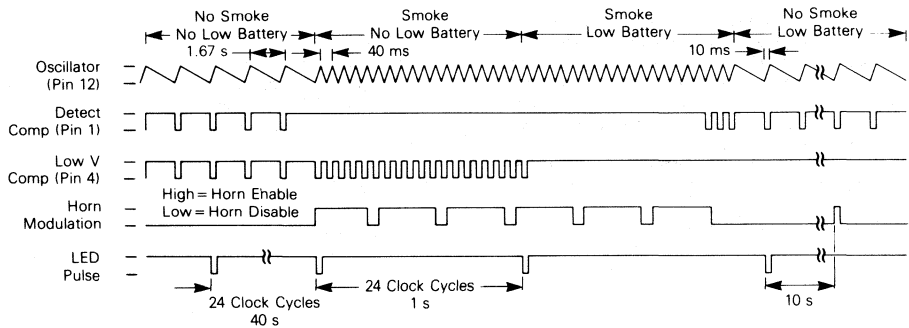 No Smoke
No Low Battery
Smoke
No Low Battery
Smoke
Low Battery
No Smoke
Low Battery
1.67 s
40 ms
10 ms
Oscillator
(Pin 12)
Detect
Comp (Pin 1)
Low V
Comp (Pin 4)
High = Horn Enable
Low = Horn Disable
Horn
Modulation
LED
Pulse
24 Clock Cycles
40 s
24 Clock Cycles
1 s
10 s